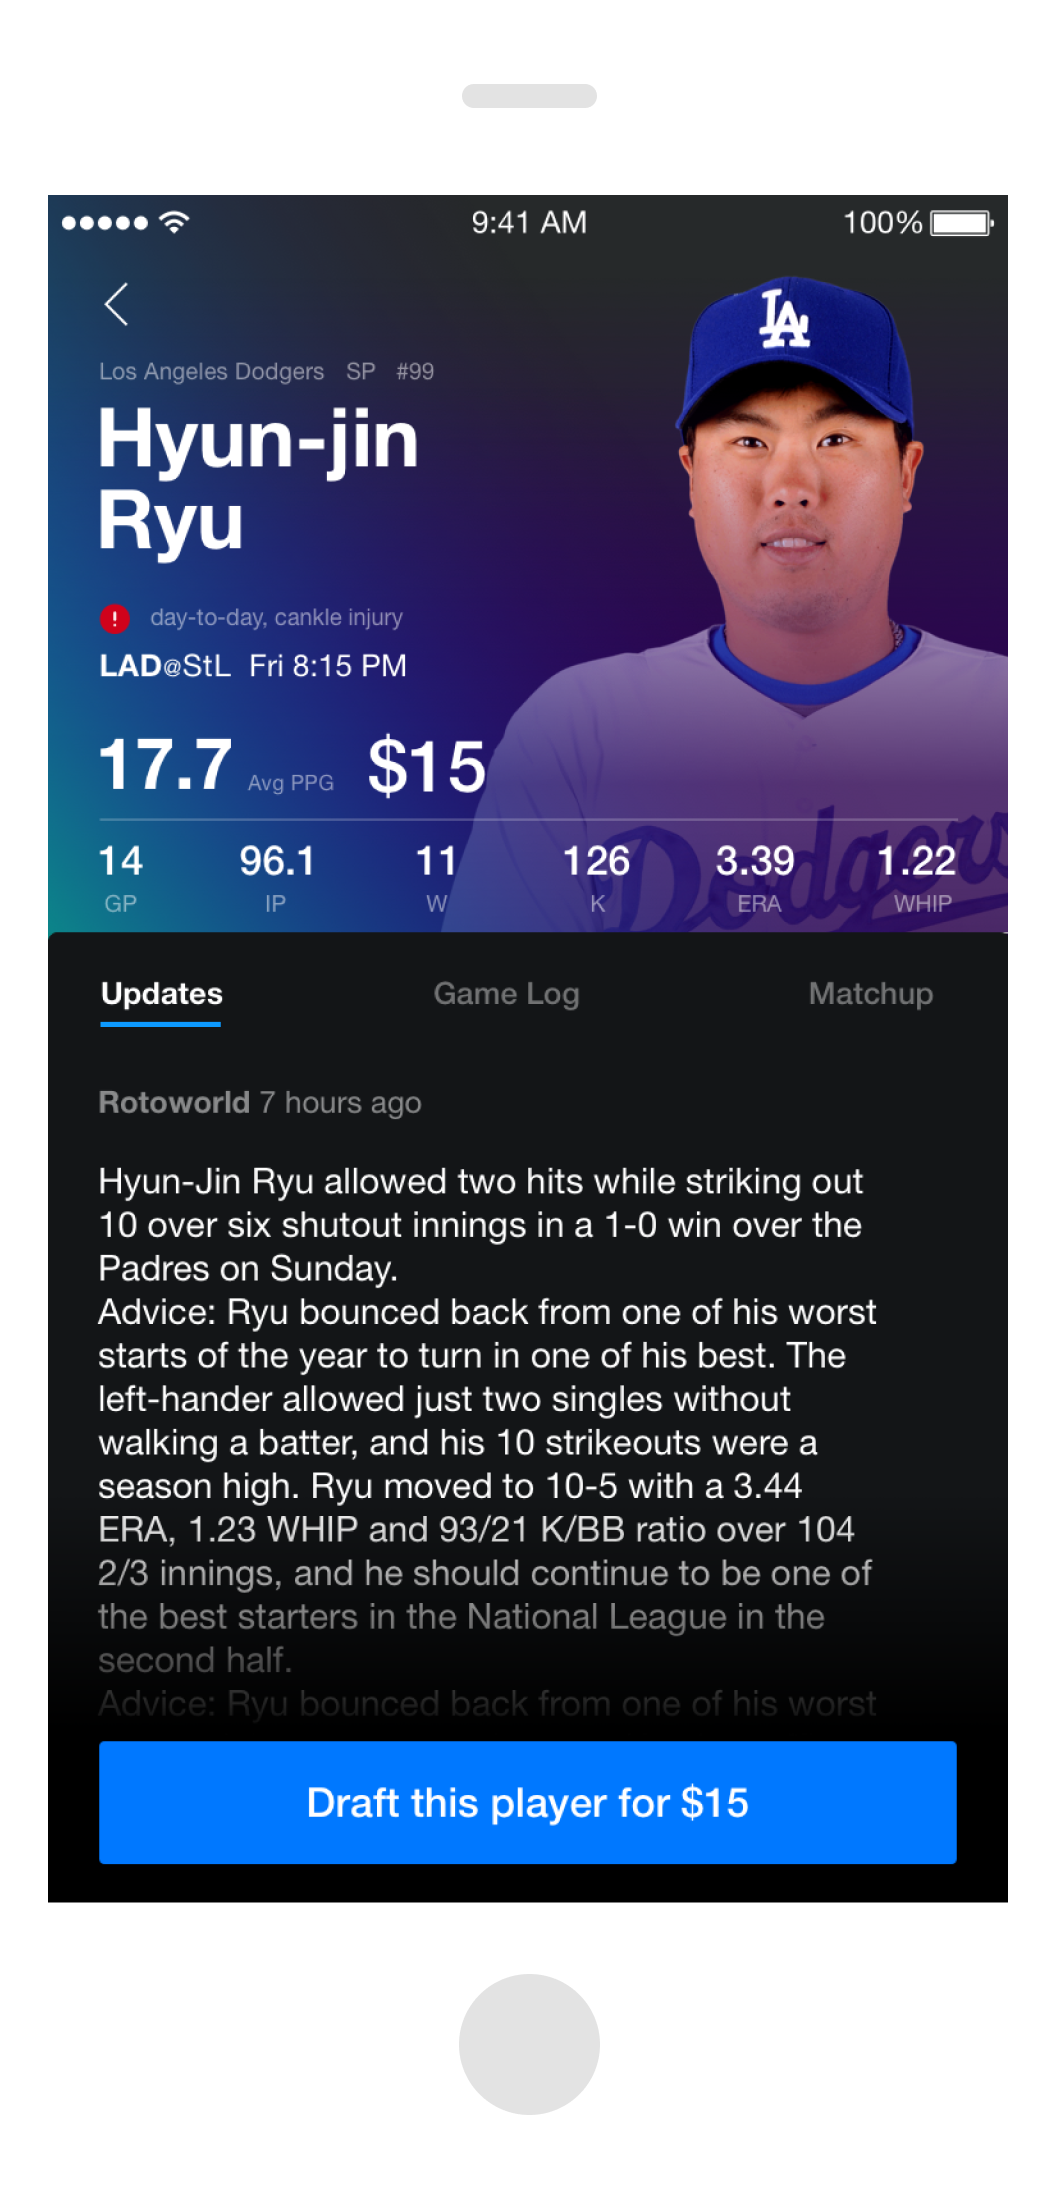 9:41 AM 100%
LA
Los Angeles Dodgers SP #99
Hyun-jin
Ryu
! day-to-day, cankle injury
LAD@StL Fri 8:15 PM
17.7 Avg PPG $15
Dodgers
14 96.1 11 126 3.39 1.22
GP IP W K ERA WHIP
Updates Game Log Matchup
Rotoworld 7 hours ago
Hyun-Jin Ryu allowed two hits while striking out
10 over six shutout innings in a 1-0 win over the
Padres on Sunday.
Advice: Ryu bounced back from one of his worst
starts of the year to turn in one of his best. The
left-hander allowed just two singles without
walking a batter, and his 10 strikeouts were a
season high. Ryu moved to 10-5 with a 3.44
ERA, 1.23 WHIP and 93/21 K/BB ratio over 104
2/3 innings, and he should continue to be one of
the best starters in the National League in the
second half.
Advice: Ryu bounced back from one of his worst
Draft this player for $15